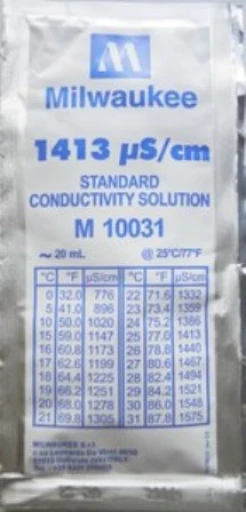 Milwaukee
1413 µS/cm
STANDARD
CONDUCTIVITY SOLUTION
M 10031
~ 20 mL @ 25°C/77°F
°C °F µS/cm °C °F µS/cm
0 32.0 776 22 71.6 1332
5 41.0 896 23 73.4 1359
10 50.0 1020 24 75.2 1386
15 59.0 1147 25 77.0 1413
16 60.8 1173 26 78.8 1440
17 62.6 1199 27 80.6 1467
18 64.4 1225 28 82.4 1494
19 66.2 1251 29 84.2 1521
20 68.0 1278 30 86.0 1548
21 69.8 1305 31 87.8 1575
MILWAUKEE